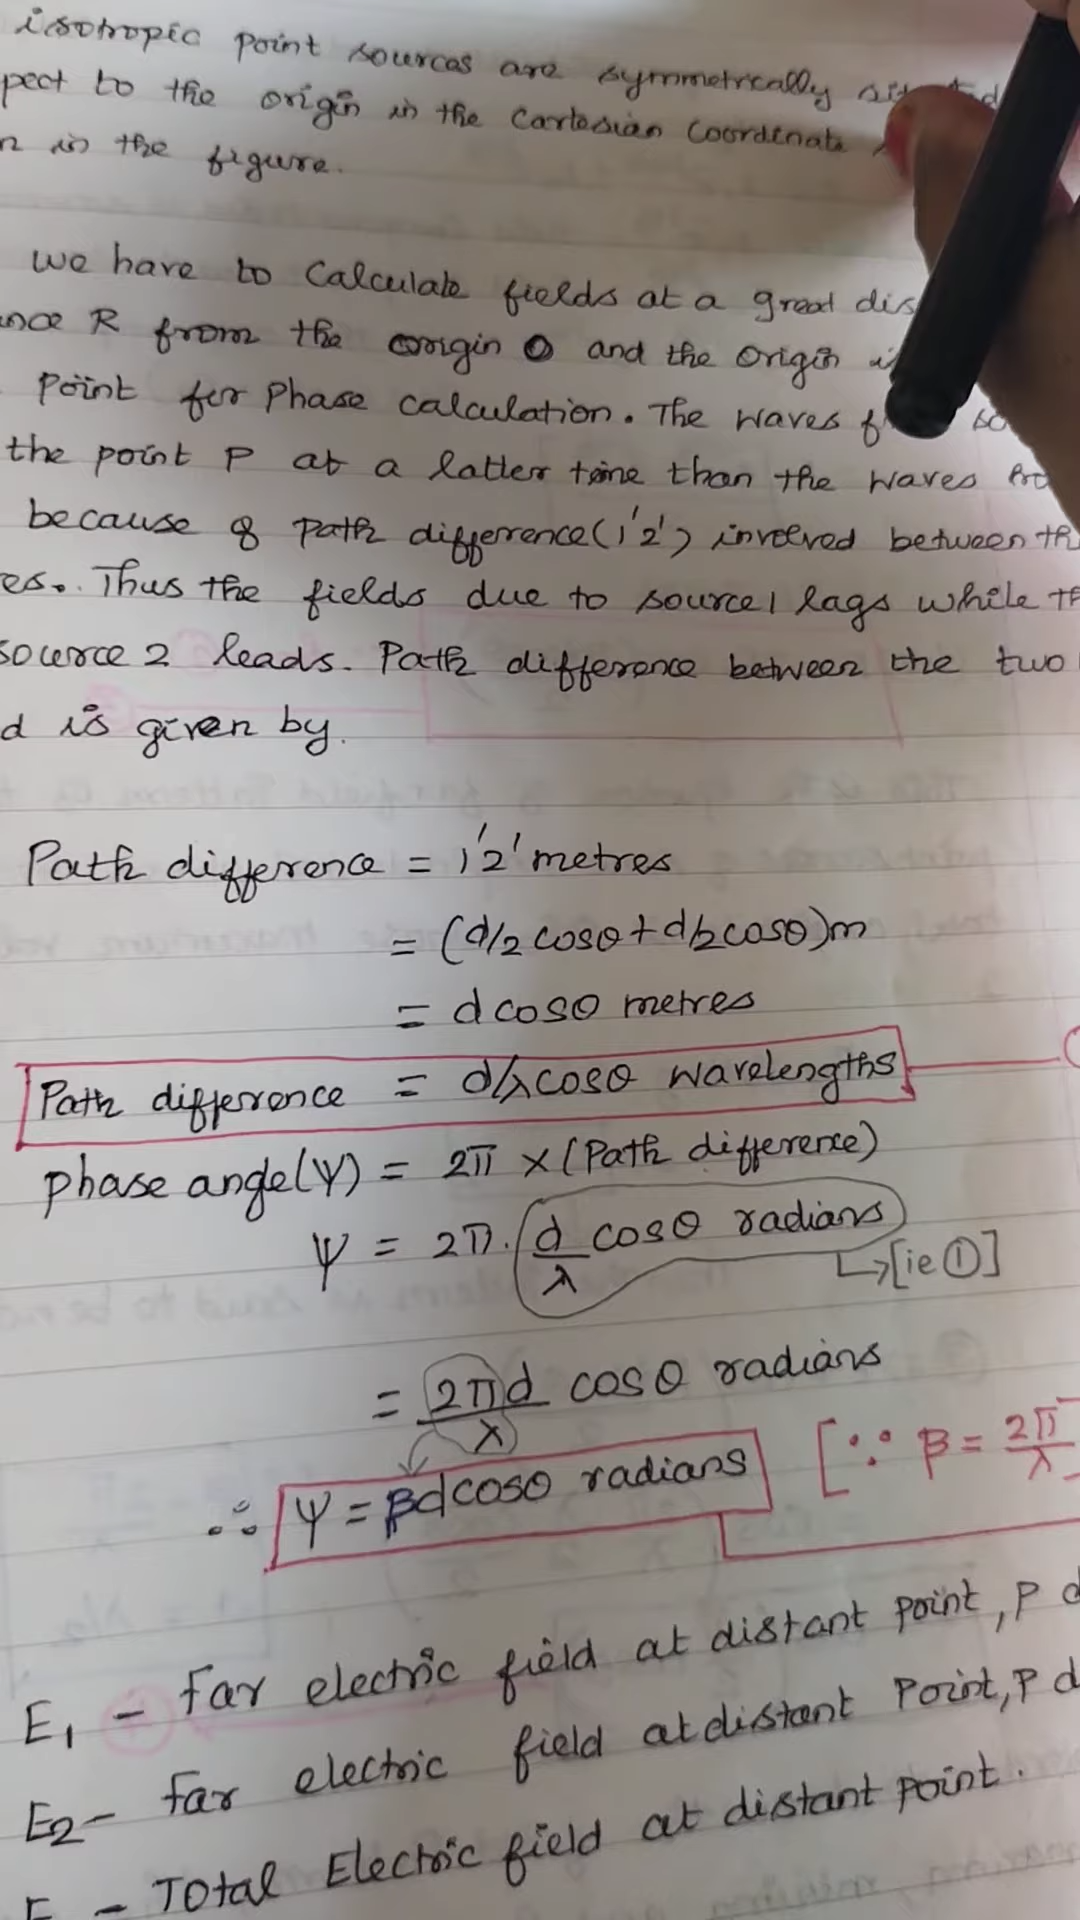 isotropic point sources are symmetrically
pect to the origin in the Cartesian Coordinate
n in the figure.
we have to Calculate fields at a great dis
nce R from the origin O and the origin
Point for Phase calculation. The waves
the point P at a latter time than the waves fro
because of path difference (1'2') involved between th
es. Thus the fields due to source 1 lags while th
source 2 leads. Path difference between the two
d is given by.
Path difference = 1'2' metres
= (d/2 cosθ + d/2 cosθ) m
= d cosθ metres
Path difference = d/λ cosθ wavelengths
phase angle (ψ) = 2π × (Path difference)
ψ = 2π. d/λ cosθ radians
↳ [ie ①]
= 2πd/λ cosθ radians
∴ ψ = βd cosθ radians [∵ β = 2π/λ]
E₁ - far electric field at distant point, P d
E2 - far electric field at distant Point, P d
E - Total Electric field at distant point.